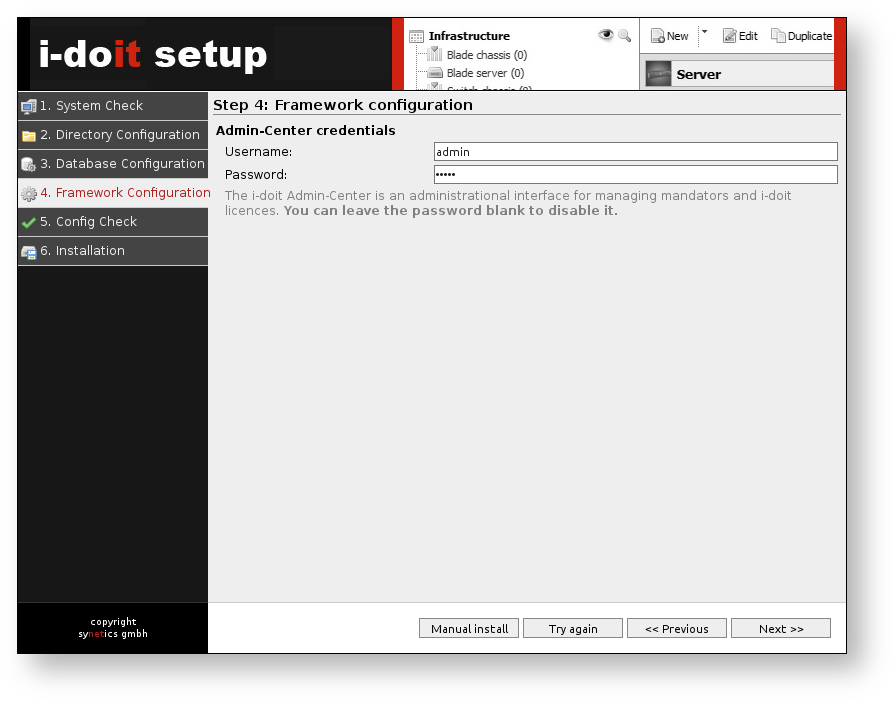 i-doit setup
Infrastructure
Blade chassis (0)
Blade server (0)
New
Edit
Duplicate
Server
1. System Check
2. Directory Configuration
3. Database Configuration
4. Framework Configuration
5. Config Check
6. Installation
Step 4: Framework configuration
Admin-Center credentials
Username:
admin
Password:
•••••
The i-doit Admin-Center is an administrational interface for managing mandators and i-doit
licences. You can leave the password blank to disable it.
copyright
synetics gmbh
Manual install
Try again
<< Previous
Next >>